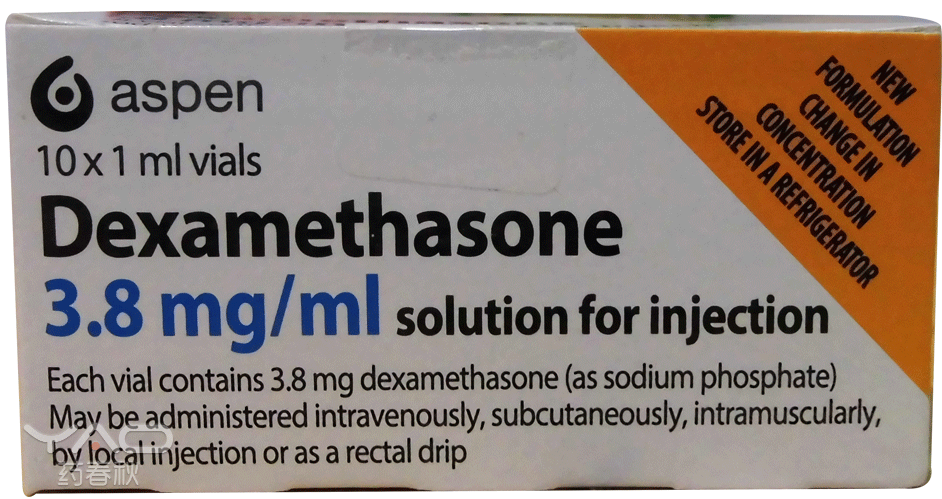 aspen
10 x 1 ml vials
Dexamethasone
3.8 mg/ml solution for injection
Each vial contains 3.8 mg dexamethasone (as sodium phosphate)
May be administered intravenously, subcutaneously, intramuscularly,
by local injection or as a rectal drip
NEW
FORMULATION
CHANGE IN
CONCENTRATION
STORE IN A REFRIGERATOR
YAO
药春秋